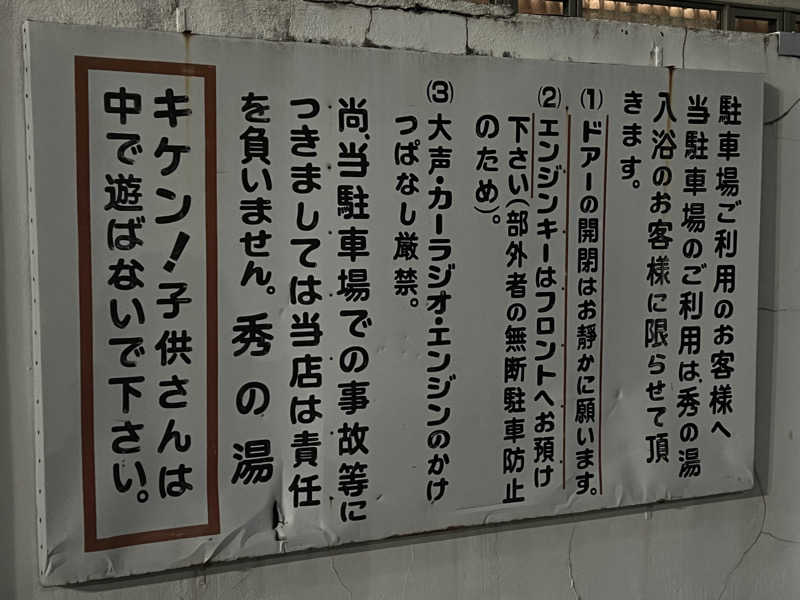 駐車場ご利用のお客様へ
当駐車場のご利用は、秀の湯
入浴のお客様に限らせて頂
きます。
⑴ドアーの開閉はお静かに願います。
⑵エンジンキーはフロントへお預け
下さい(部外者の無断駐車防止
のため)。
⑶大声・カーラジオ・エンジンのかけ
っぱなし厳禁。
尚、当駐車場での事故等に
つきましては当店は責任
を負いません。秀の湯
キケン!子供さんは
中で遊ばないで下さい。